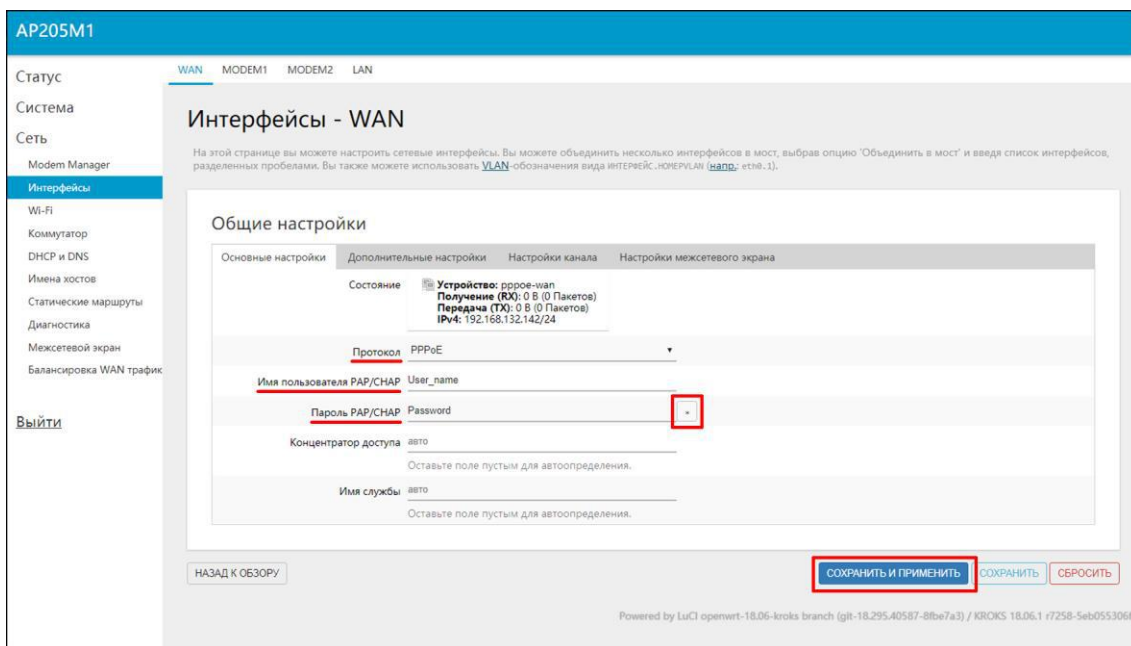 AP205M1
WAN MODEM1 MODEM2 LAN
Статус
Система
Сеть
Modem Manager
Интерфейсы
Wi-Fi
Коммутатор
DHCP и DNS
Имена хостов
Статические маршруты
Диагностика
Межсетевой экран
Балансировка WAN трафик
Выйти
Интерфейсы - WAN
На этой странице вы можете настроить сетевые интерфейсы. Вы можете объединить несколько интерфейсов в мост, выбрав опцию 'Объединить в мост' и введя список интерфейсов,
разделенных пробелами. Вы также можете использовать VLAN-обозначения вида ИНТЕРФЕЙС.НОМЕРVLAN (напр.: eth0.1).
Общие настройки
Основные настройки Дополнительные настройки Настройки канала Настройки межсетевого экрана
Состояние Устройство: pppoe-wan
Получение (RX): 0 B (0 Пакетов)
Передача (TX): 0 B (0 Пакетов)
IPv4: 192.168.132.142/24
Протокол PPPoE
Имя пользователя PAP/CHAP User_name
Пароль PAP/CHAP Password *
Концентратор доступа авто
Оставьте поле пустым для автоопределения.
Имя службы авто
Оставьте поле пустым для автоопределения.
НАЗАД К ОБЗОРУ СОХРАНИТЬ И ПРИМЕНИТЬ СОХРАНИТЬ СБРОСИТЬ
Powered by LuCI openwrt-18.06-kroks branch (git-18.295.40587-8fbe7a3) / KROKS 18.06.1 r7258-5eb055306f